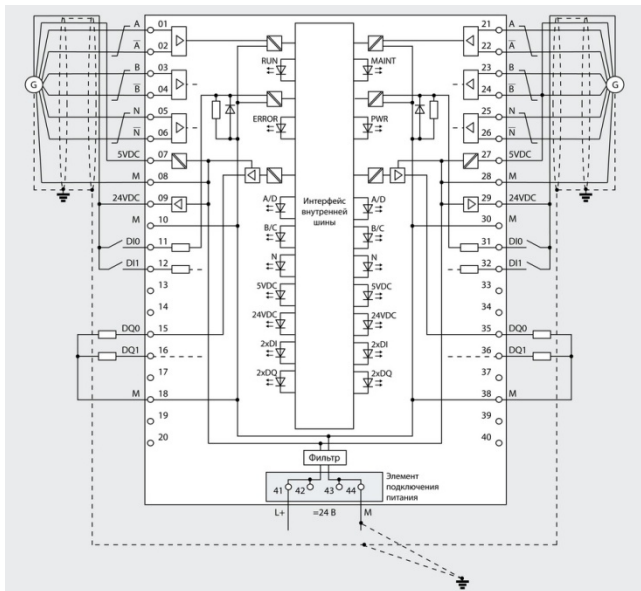 A 01
A 02
B 03
B 04
N 05
N 06
5VDC 07
M 08
24VDC 09
M 10
DI0 11
DI1 12
13
14
DQ0 15
DQ1 16
17
M 18
19
20
G
RUN
ERROR
A/D
B/C
N
5VDC
24VDC
2xDI
2xDQ
Интерфейс
внутренней
шины
MAINT
PWR
A/D
B/C
N
5VDC
24VDC
2xDI
2xDQ
21 A
22 A
23 B
24 B
25 N
26 N
27 5VDC
28 M
29 24VDC
30 M
31 DI0
32 DI1
33
34
35 DQ0
36 DQ1
37
38 M
39
40
G
Фильтр
41 42 43 44
Элемент
подключения
питания
L+ =24 В M